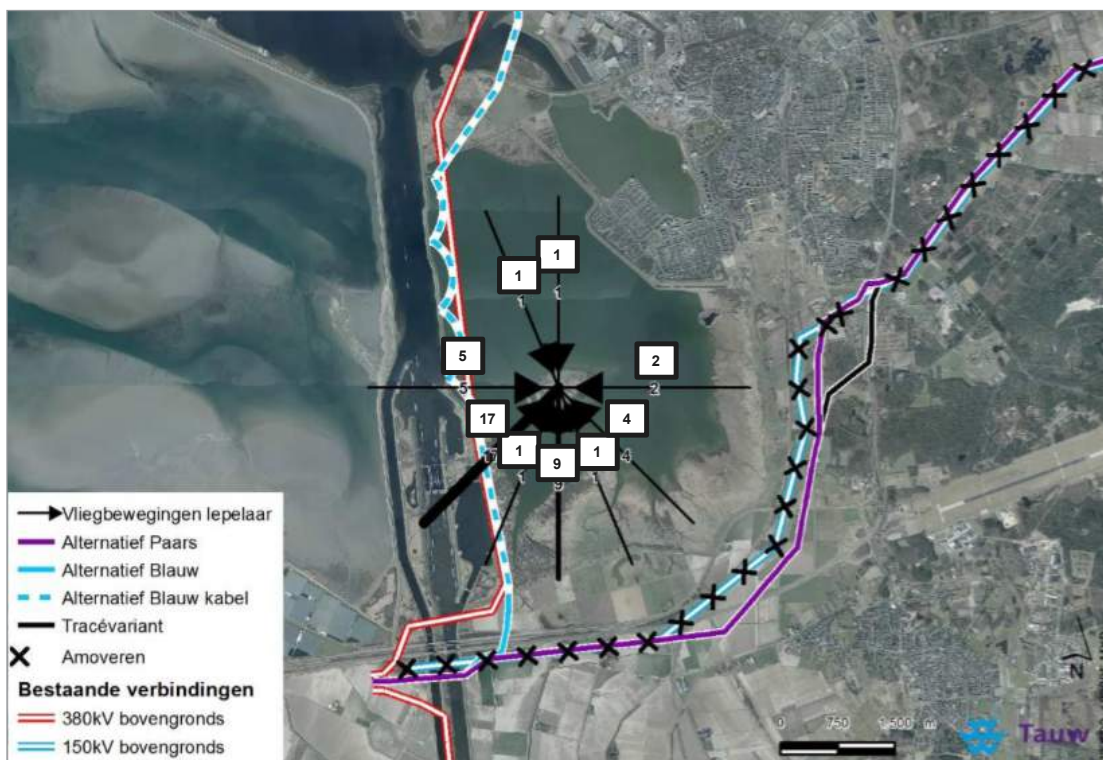 1
1
1
1
5
2
5
2
17
4
1
9
1
17
4
1
9
1
Vliegbewegingen lepelaar
Alternatief Paars
Alternatief Blauw
Alternatief Blauw kabel
Tracévariant
Amoveren
Bestaande verbindingen
380kV bovengronds
150kV bovengronds
N
0 750 1.500 m
Tauw